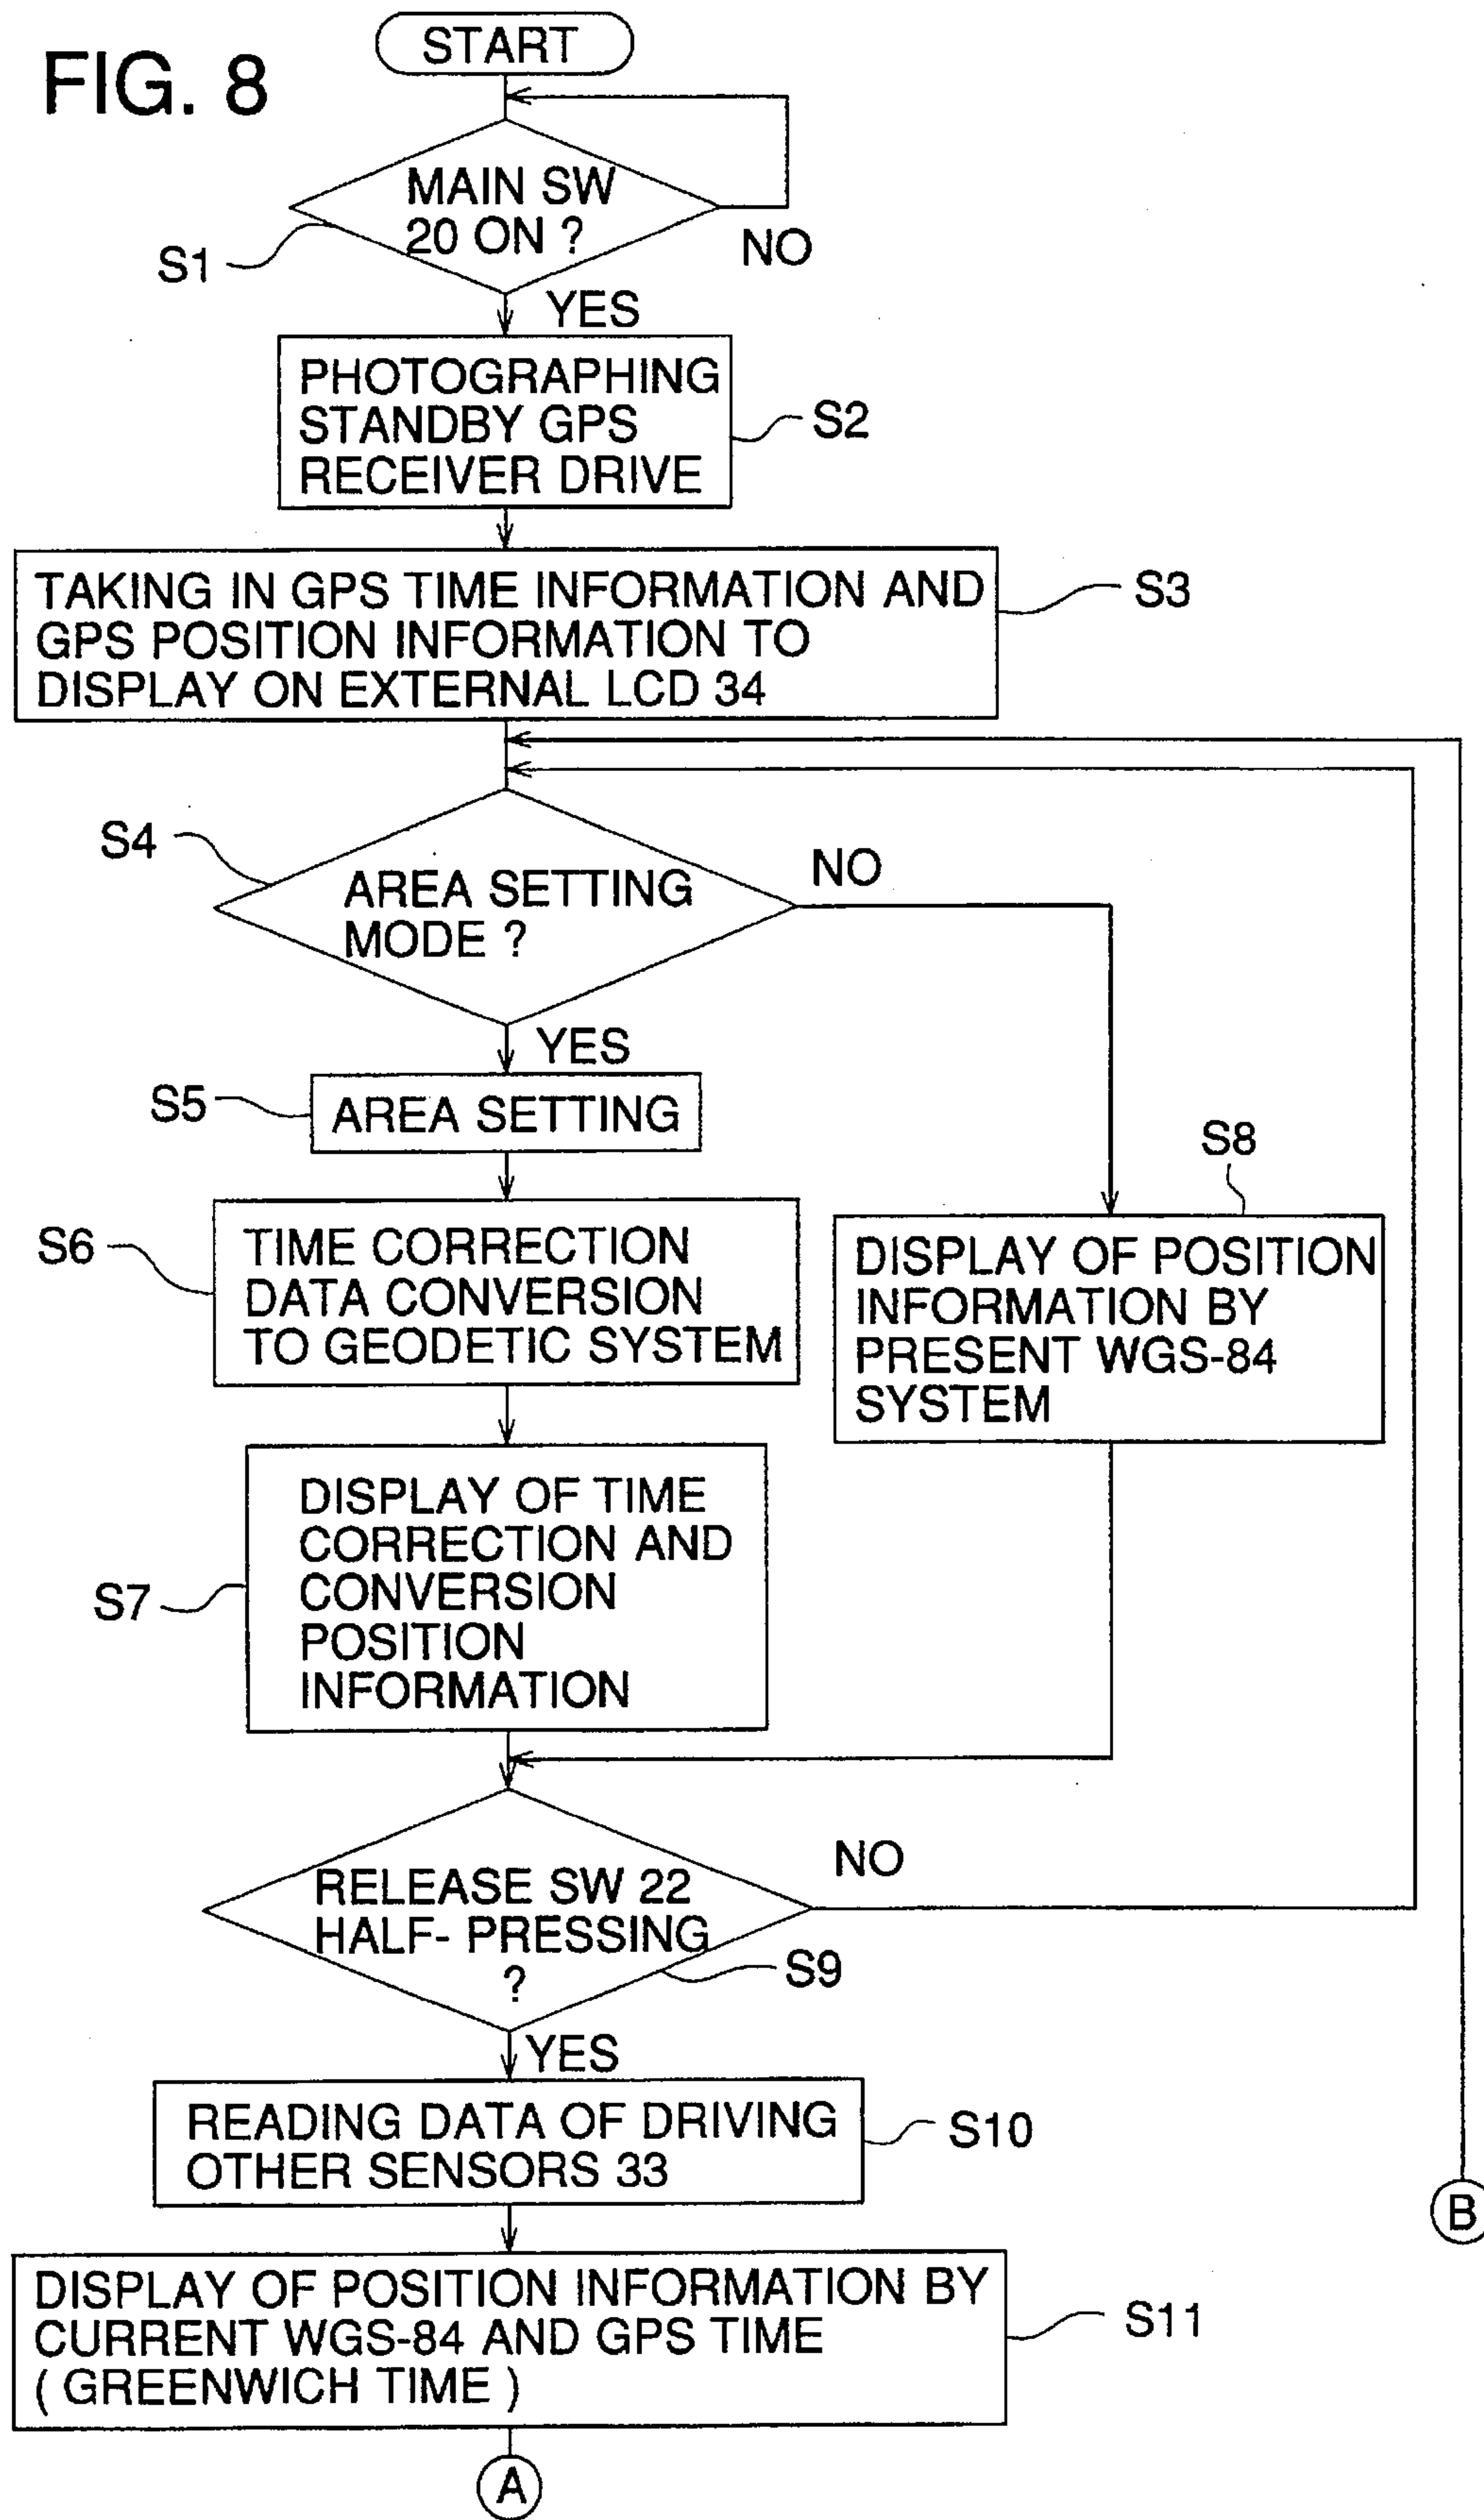 FIG. 8
START
MAIN SW
20 ON ?
S1
NO
YES
PHOTOGRAPHING
STANDBY GPS
RECEIVER DRIVE
S2
TAKING IN GPS TIME INFORMATION AND
GPS POSITION INFORMATION TO
DISPLAY ON EXTERNAL LCD 34
S3
S4
AREA SETTING
MODE ?
NO
YES
S5
AREA SETTING
S6
TIME CORRECTION
DATA CONVERSION
TO GEODETIC SYSTEM
S8
DISPLAY OF POSITION
INFORMATION BY
PRESENT WGS-84
SYSTEM
S7
DISPLAY OF TIME
CORRECTION AND
CONVERSION
POSITION
INFORMATION
RELEASE SW 22
HALF- PRESSING
?
NO
S9
YES
READING DATA OF DRIVING
OTHER SENSORS 33
S10
B
DISPLAY OF POSITION INFORMATION BY
CURRENT WGS-84 AND GPS TIME
( GREENWICH TIME )
S11
A